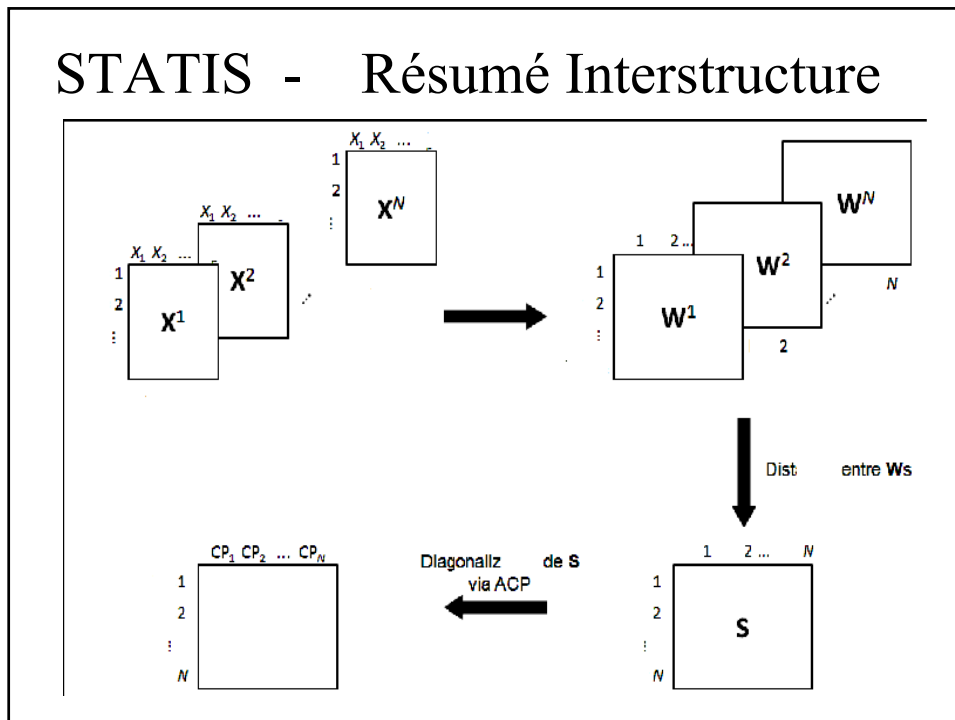 STATIS - Résumé Interstructure
X₁ X₂ ...
1
2
⋮
Xᴺ
X₁ X₂ ...
X²
X₁ X₂ ...
1
2
⋮
X¹
⋰
Wᴺ
N
W²
2
⋰
1 2 ...
1
2
⋮
W¹
Dist entre Ws
1 2 ... N
1
2
⋮
N
S
Diagonaliz de S
via ACP
CP₁ CP₂ ... CP_N
1
2
⋮
N